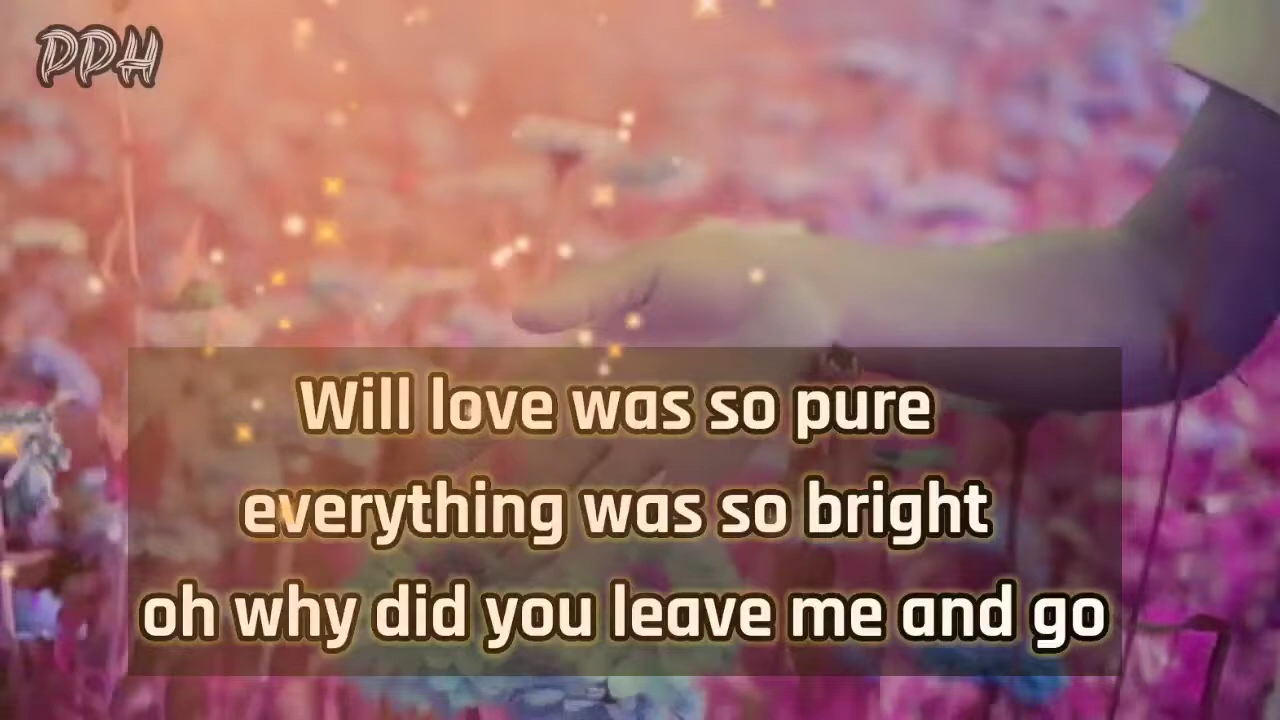 PPH
Will love was so pure
everything was so bright
oh why did you leave me and go